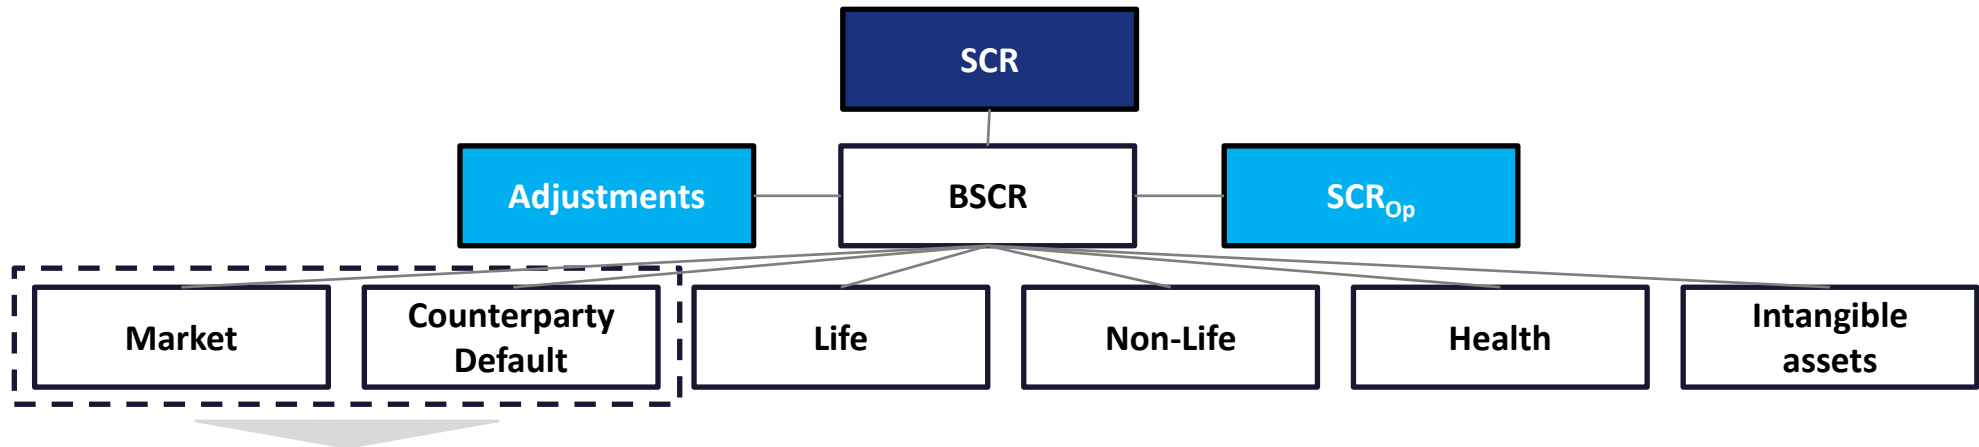 SCR
Adjustments
BSCR
SCROp
Market
Counterparty
Default
Life
Non-Life
Health
Intangible
assets